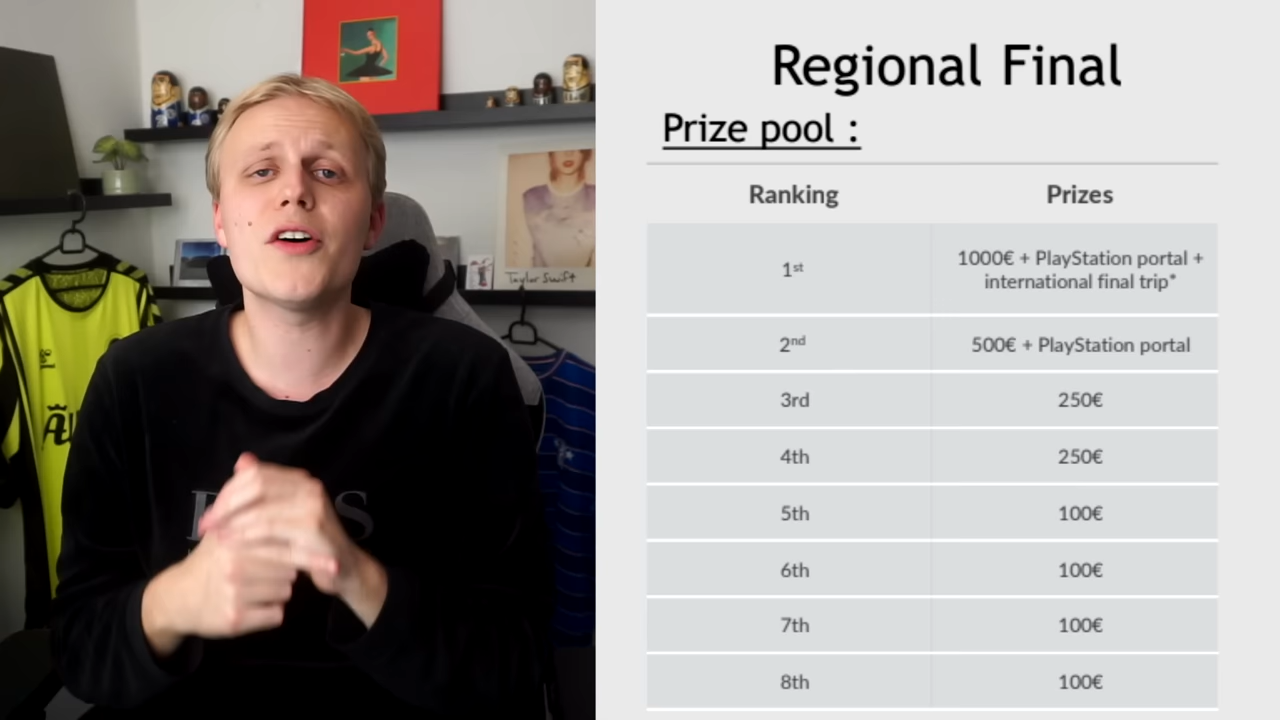 Regional Final
Prize pool :
Ranking Prizes
1st 1000€ + PlayStation portal +
international final trip*
2nd 500€ + PlayStation portal
3rd 250€
4th 250€
5th 100€
6th 100€
7th 100€
8th 100€
Taylor Swift